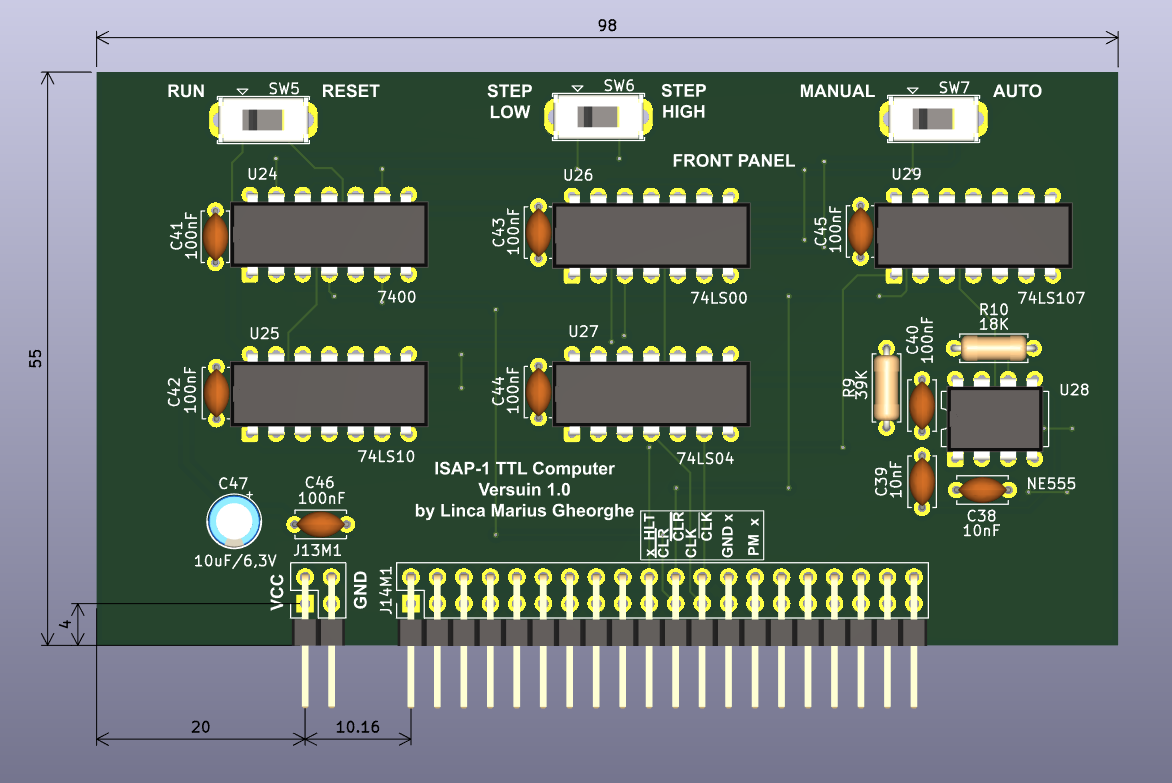 98
RUN
SW5
RESET
STEP
LOW
SW6
STEP
HIGH
MANUAL
SW7
AUTO
FRONT PANEL
U24
U26
U29
C41
100nF
C43
100nF
C45
100nF
7400
74LS00
74LS107
R10
18K
U25
U27
C40
100nF
C42
100nF
C44
100nF
R9
39K
U28
55
74LS10
74LS04
ISAP-1 TTL Computer
Versuin 1.0
by Linca Marius Gheorghe
C39
10nF
NE555
C38
10nF
C47
+
10uF/6,3V
C46
100nF
J13M1
x HLT
CLR
CLR
CLK
CLK
GND x
PM x
VCC
GND
J14M1
4
20
10.16